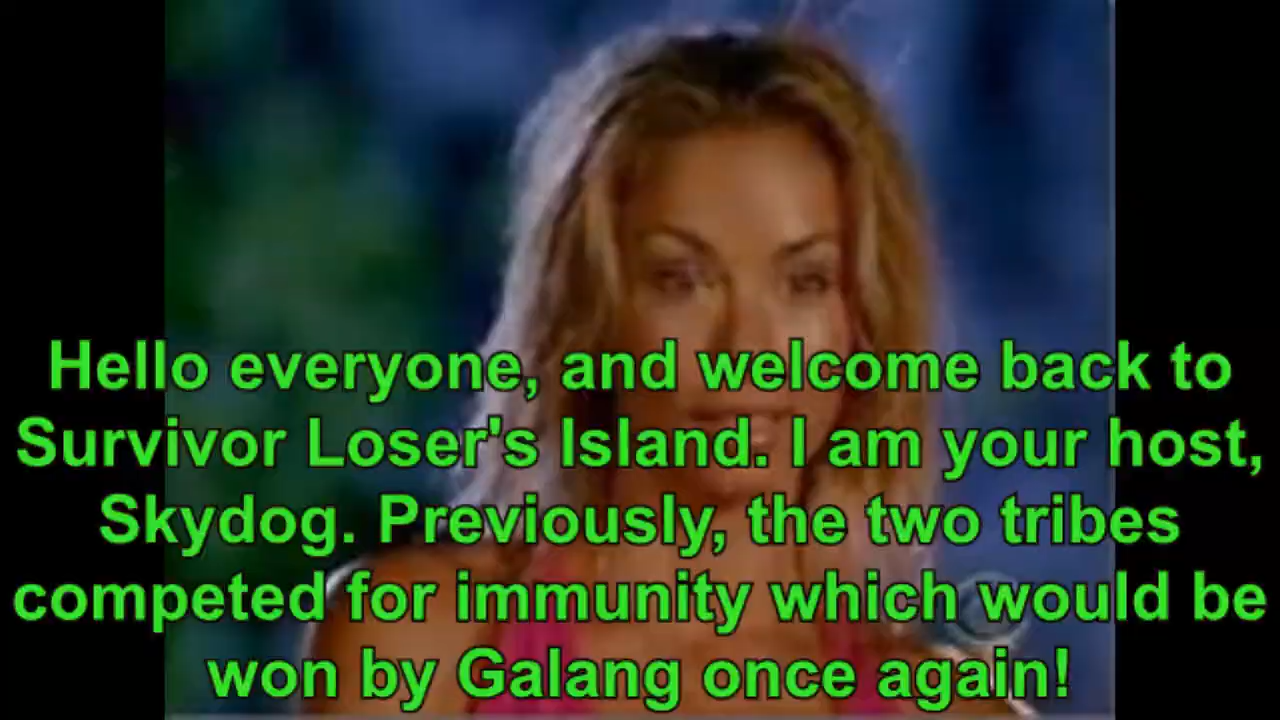 Hello everyone, and welcome back to
Survivor Loser's Island. I am your host,
Skydog. Previously, the two tribes
competed for immunity which would be
won by Galang once again!